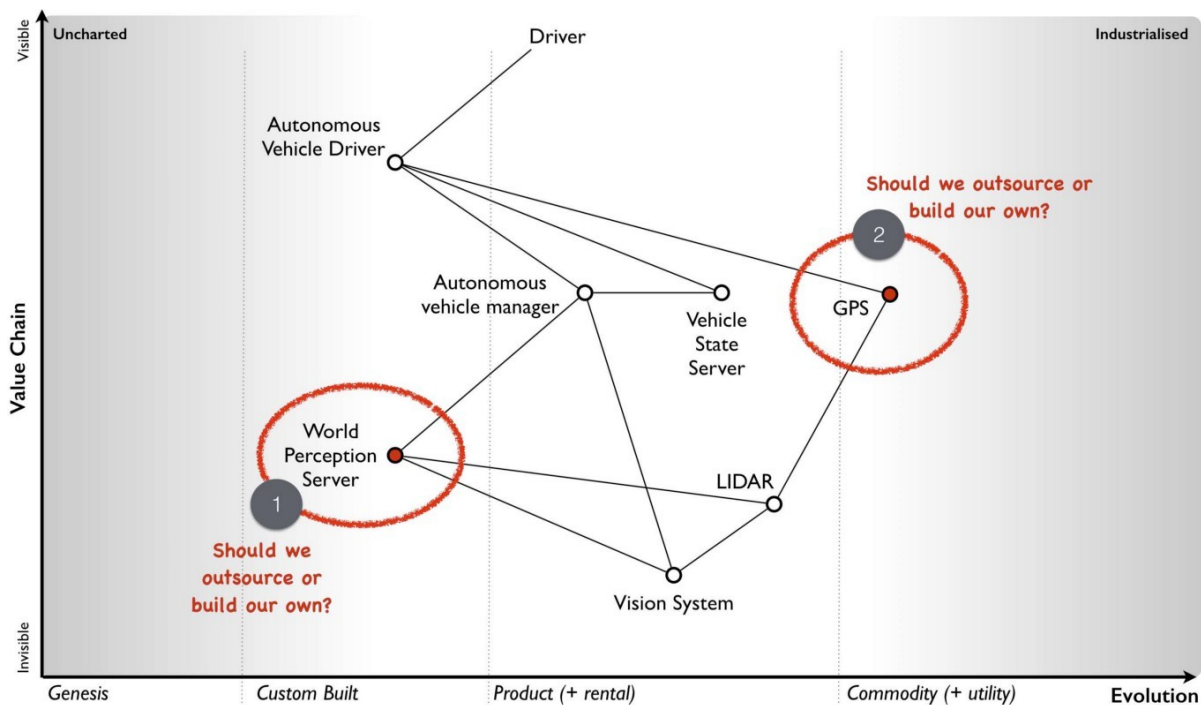 Visible
Uncharted
Driver
Industrialised
Autonomous
Vehicle Driver
Should we outsource or
build our own?
2
Autonomous
vehicle manager
GPS
Vehicle
State
Server
Value Chain
World
Perception
Server
LIDAR
1
Should we
outsource or
build our own?
Vision System
Invisible
Genesis
Custom Built
Product (+ rental)
Commodity (+ utility)
Evolution